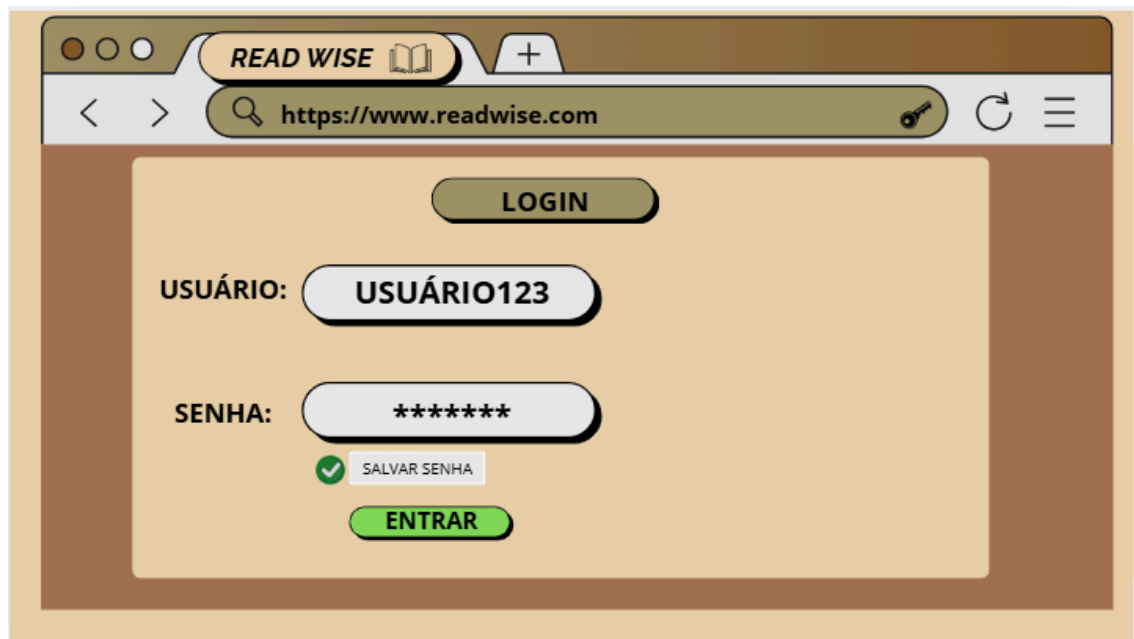 READ WISE
https://www.readwise.com
LOGIN
USUÁRIO: USUÁRIO123
SENHA: *******
SALVAR SENHA
ENTRAR